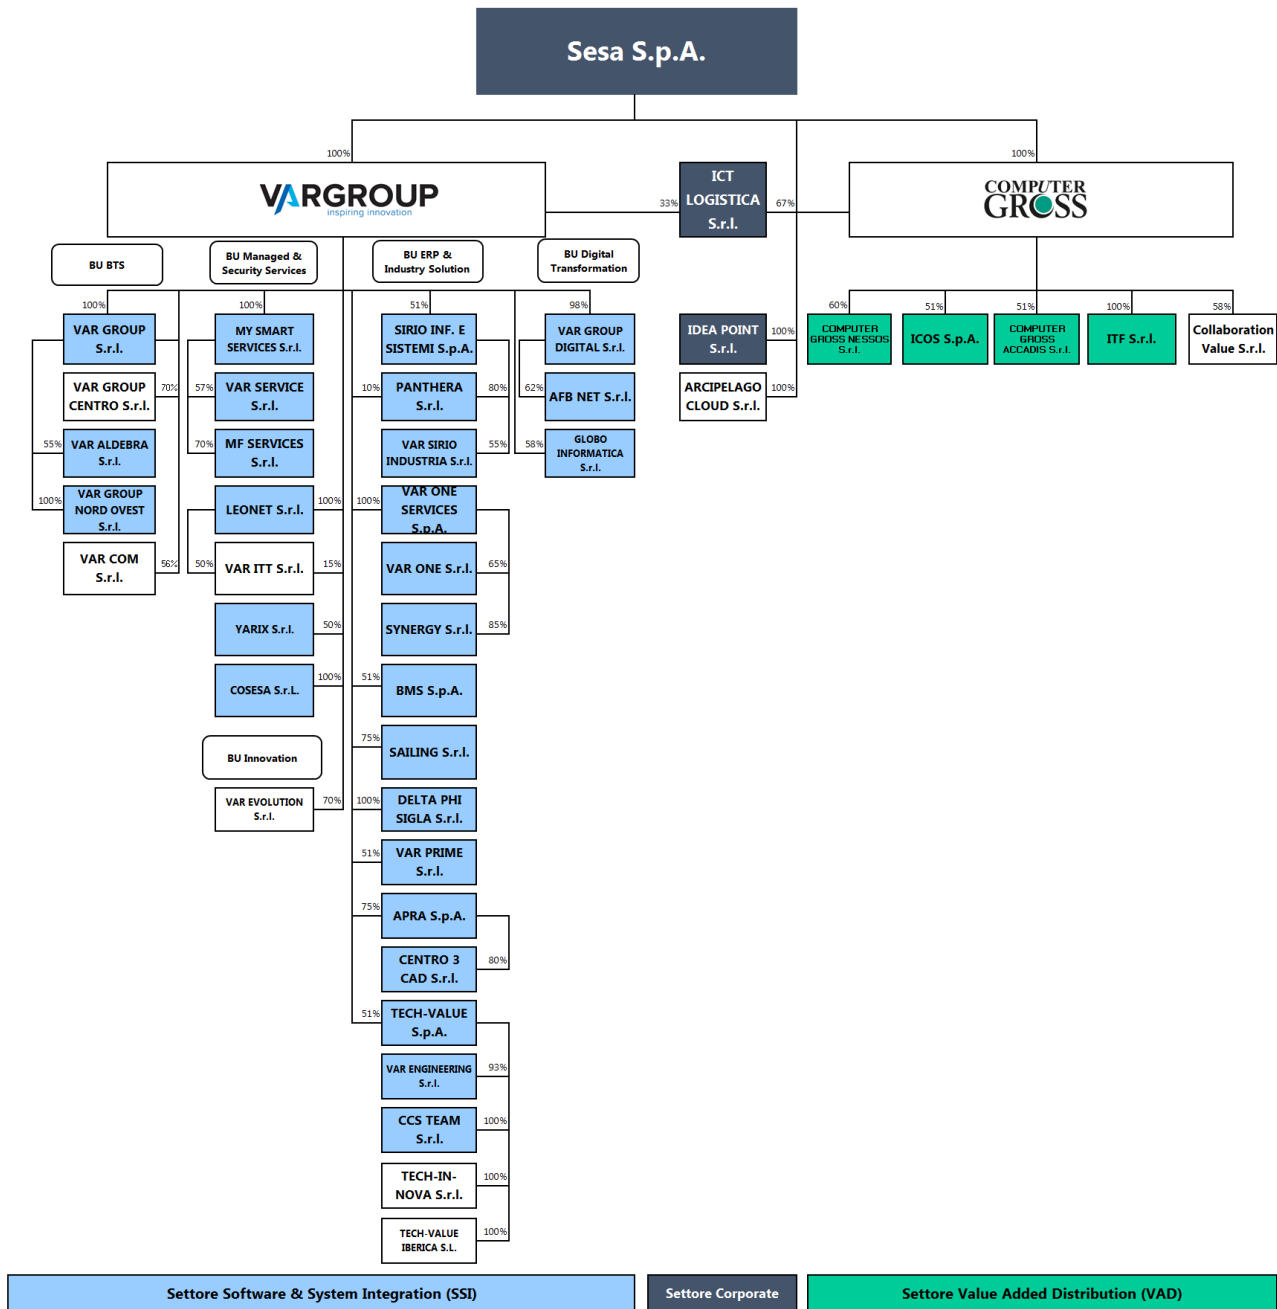 Sesa S.p.A.
100%
100%
VARGROUP
inspiring innovation
33%
ICT
LOGISTICA
S.r.l.
67%
COMPUTER
GROSS
BU BTS
BU Managed &
Security Services
BU ERP &
Industry Solution
BU Digital
Transformation
100%
100%
51%
98%
60%
51%
51%
100%
58%
VAR GROUP
S.r.l.
MY SMART
SERVICES S.r.l.
SIRIO INF. E
SISTEMI S.p.A.
VAR GROUP
DIGITAL S.r.l.
IDEA POINT
S.r.l.
100%
COMPUTER
GROSS NESSOS
S.r.l.
ICOS S.p.A.
COMPUTER
GROSS
ACCADIS S.r.l.
ITF S.r.l.
Collaboration
Value S.r.l.
VAR GROUP
CENTRO S.r.l.
70%
57%
VAR SERVICE
S.r.l.
10%
PANTHERA
S.r.l.
80%
62%
AFB NET S.r.l.
ARCIPELAGO
CLOUD S.r.l.
100%
55%
VAR ALDEBRA
S.r.l.
70%
MF SERVICES
S.r.l.
VAR SIRIO
INDUSTRIA S.r.l.
55%
58%
GLOBO
INFORMATICA
S.r.l.
100%
VAR GROUP
NORD OVEST
S.r.l.
LEONET S.r.l.
100%
100%
VAR ONE
SERVICES
S.p.A.
VAR COM
S.r.l.
56%
50%
VAR ITT S.r.l.
15%
VAR ONE S.r.l.
65%
YARIX S.r.l.
50%
SYNERGY S.r.l.
85%
COSESA S.r.L.
100%
51%
BMS S.p.A.
75%
SAILING S.r.l.
BU Innovation
VAR EVOLUTION
S.r.l.
70%
100%
DELTA PHI
SIGLA S.r.l.
51%
VAR PRIME
S.r.l.
75%
APRA S.p.A.
CENTRO 3
CAD S.r.l.
80%
51%
TECH-VALUE
S.p.A.
VAR ENGINEERING
S.r.l.
93%
CCS TEAM
S.r.l.
100%
TECH-IN-
NOVA S.r.l.
100%
TECH-VALUE
IBERICA S.L.
100%
Settore Software & System Integration (SSI)
Settore Corporate
Settore Value Added Distribution (VAD)